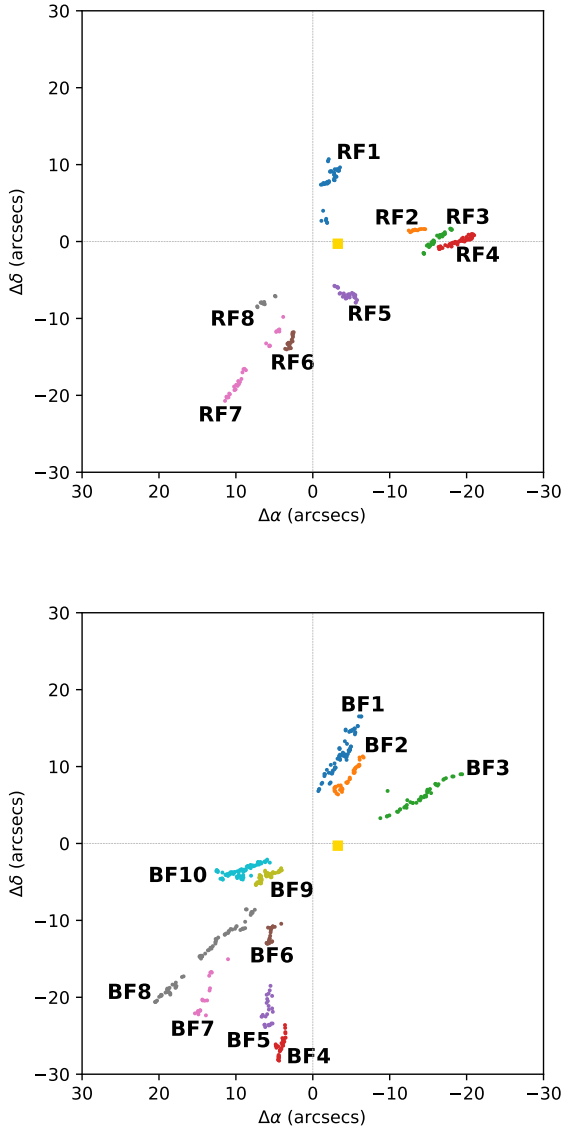 30
20
10
0
−10
−20
−30
Δδ (arcsecs)
RF1
RF2
RF3
RF4
RF5
RF8
RF6
RF7
30
20
10
0
−10
−20
−30
Δα (arcsecs)
30
20
10
0
−10
−20
−30
Δδ (arcsecs)
BF1
BF2
BF3
BF10
BF9
BF6
BF8
BF7
BF5
BF4
30
20
10
0
−10
−20
−30
Δα (arcsecs)